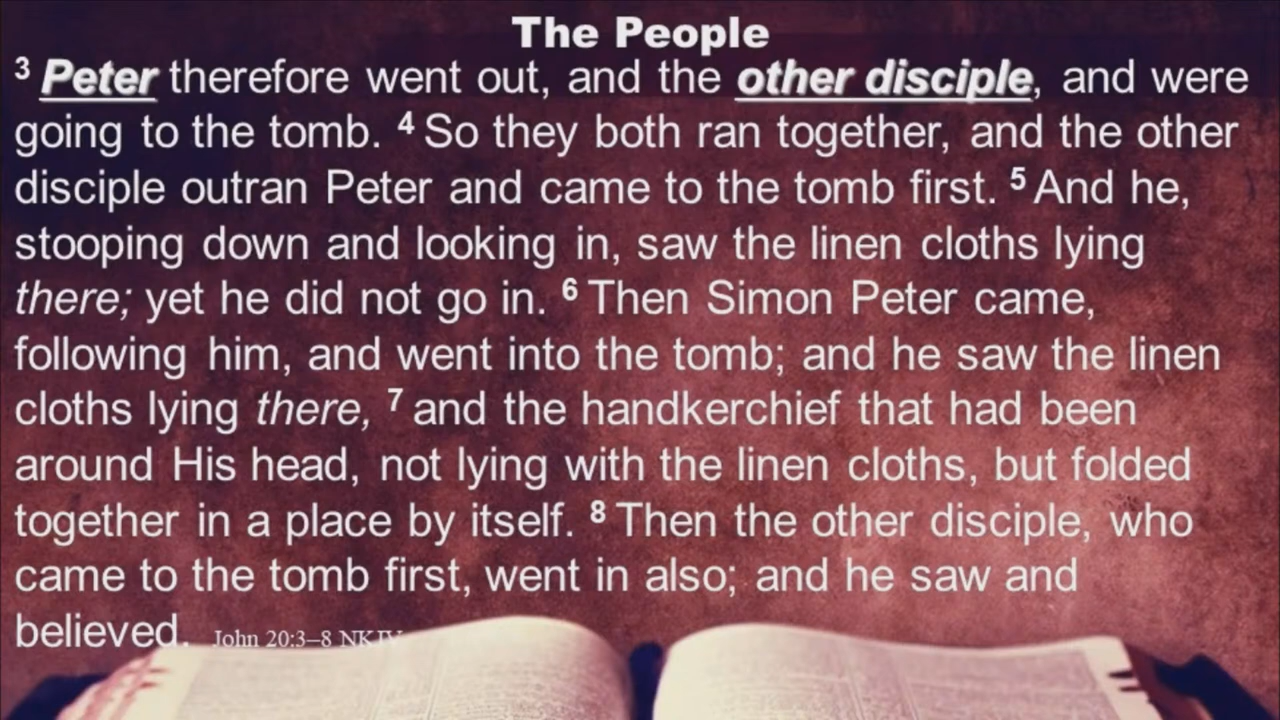 The People
3 Peter therefore went out, and the other disciple, and were
going to the tomb. 4 So they both ran together, and the other
disciple outran Peter and came to the tomb first. 5 And he,
stooping down and looking in, saw the linen cloths lying
there; yet he did not go in. 6 Then Simon Peter came,
following him, and went into the tomb; and he saw the linen
cloths lying there, 7 and the handkerchief that had been
around His head, not lying with the linen cloths, but folded
together in a place by itself. 8 Then the other disciple, who
came to the tomb first, went in also; and he saw and
believed. John 20:3–8 NKJV